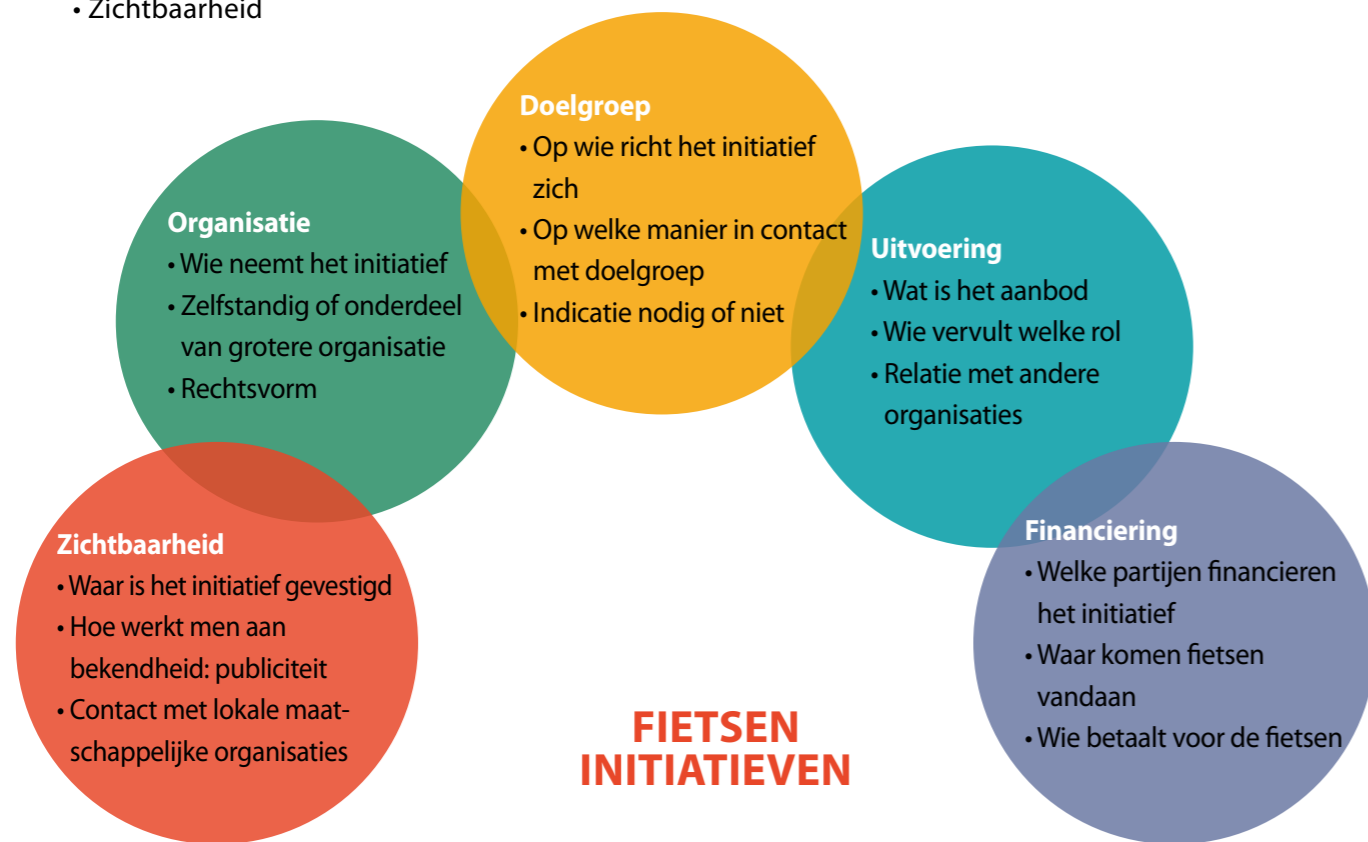 • Zichtbaarheid
Doelgroep
• Op wie richt het initiatief
zich
• Op welke manier in contact
met doelgroep
• Indicatie nodig of niet
Organisatie
• Wie neemt het initiatief
• Zelfstandig of onderdeel
van grotere organisatie
• Rechtsvorm
Uitvoering
• Wat is het aanbod
• Wie vervult welke rol
• Relatie met andere
organisaties
Zichtbaarheid
• Waar is het initiatief gevestigd
• Hoe werkt men aan
bekendheid: publiciteit
• Contact met lokale maat-
schappelijke organisaties
Financiering
• Welke partijen financieren
het initiatief
• Waar komen fietsen
vandaan
• Wie betaalt voor de fietsen
FIETSEN
INITIATIEVEN